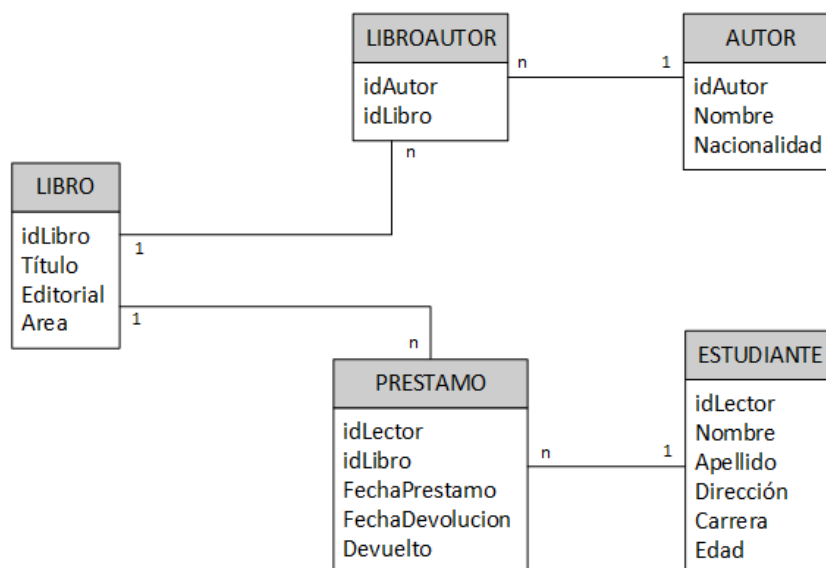 LIBROAUTOR
idAutor
idLibro
n
n
1
AUTOR
idAutor
Nombre
Nacionalidad
LIBRO
idLibro
Título
Editorial
Area
1
1
n
PRESTAMO
idLector
idLibro
FechaPrestamo
FechaDevolucion
Devuelto
n
1
ESTUDIANTE
idLector
Nombre
Apellido
Dirección
Carrera
Edad